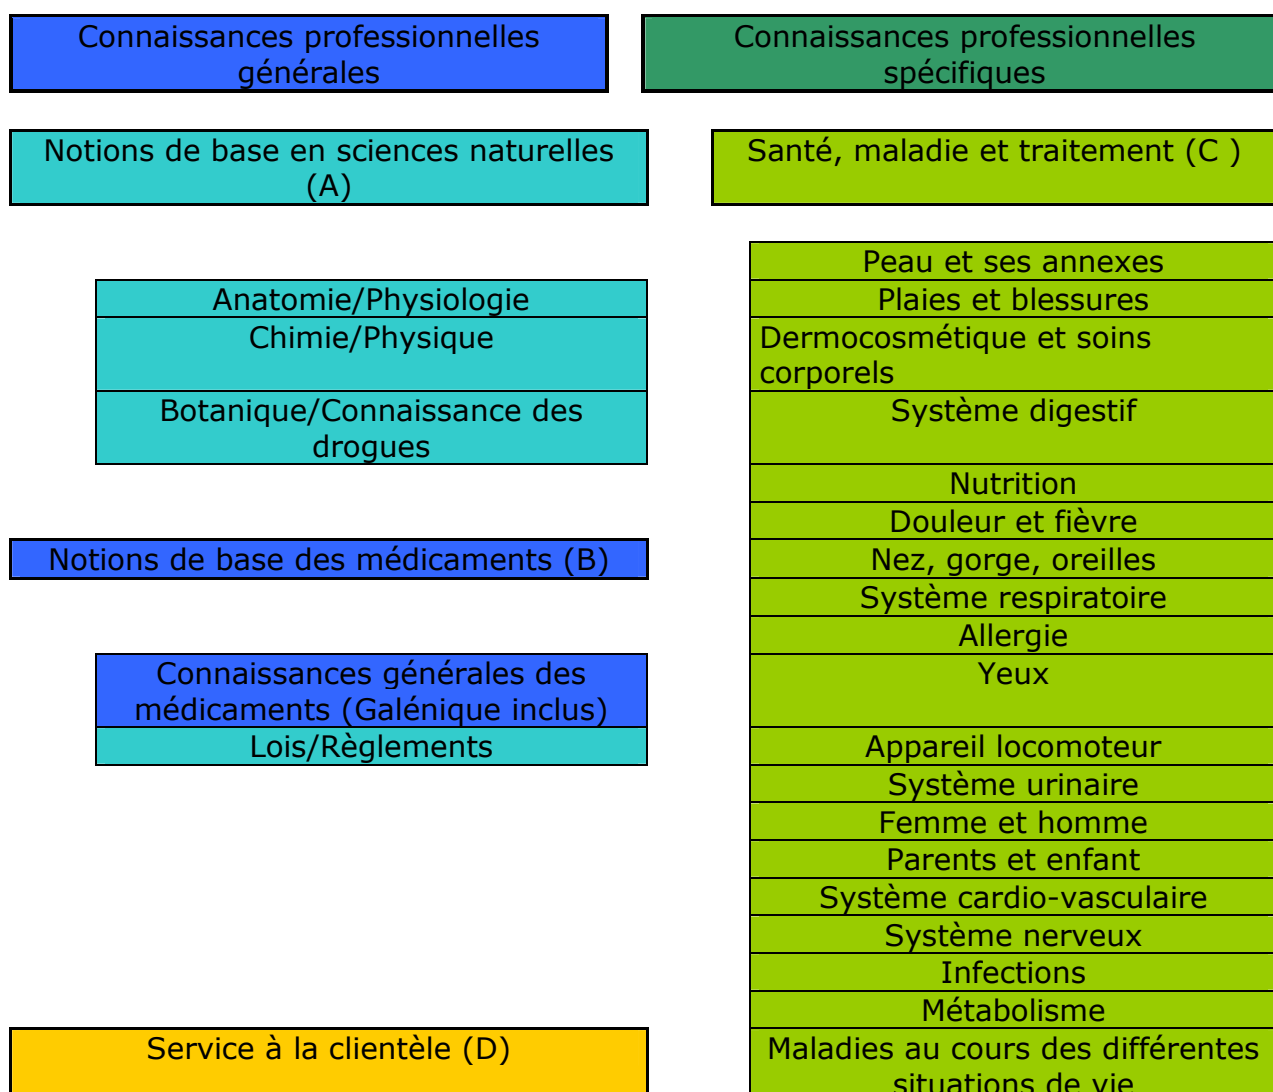 Connaissances professionnelles
générales
Notions de base en sciences naturelles
(A)
Anatomie/Physiologie
Chimie/Physique
Botanique/Connaissance des
drogues
Notions de base des médicaments (B)
Connaissances générales des
médicaments (Galénique inclus)
Lois/Règlements
Service à la clientèle (D)
Connaissances professionnelles
spécifiques
Santé, maladie et traitement (C )
Peau et ses annexes
Plaies et blessures
Dermocosmétique et soins
corporels
Système digestif
Nutrition
Douleur et fièvre
Nez, gorge, oreilles
Système respiratoire
Allergie
Yeux
Appareil locomoteur
Système urinaire
Femme et homme
Parents et enfant
Système cardio-vasculaire
Système nerveux
Infections
Métabolisme
Maladies au cours des différentes
situations de vie